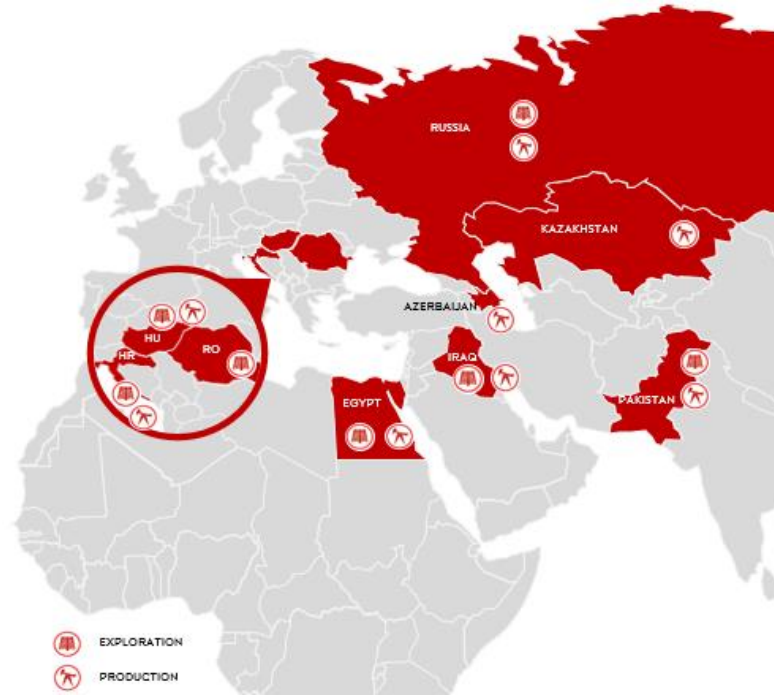 RUSSIA
KAZAKHSTAN
AZERBAIJAN
HU
HR
RO
IRAQ
EGYPT
PAKISTAN
EXPLORATION
PRODUCTION